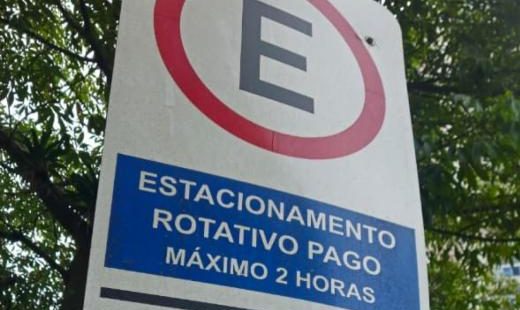 E
ESTACIONAMENTO
ROTATIVO PAGO
MÁXIMO 2 HORAS